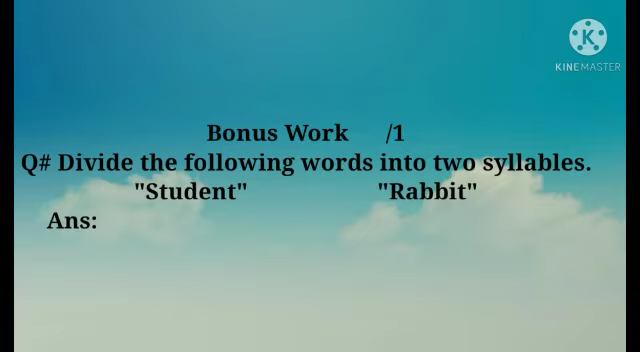 KINEMASTER
Bonus Work /1
Q# Divide the following words into two syllables.
"Student" "Rabbit"
Ans: